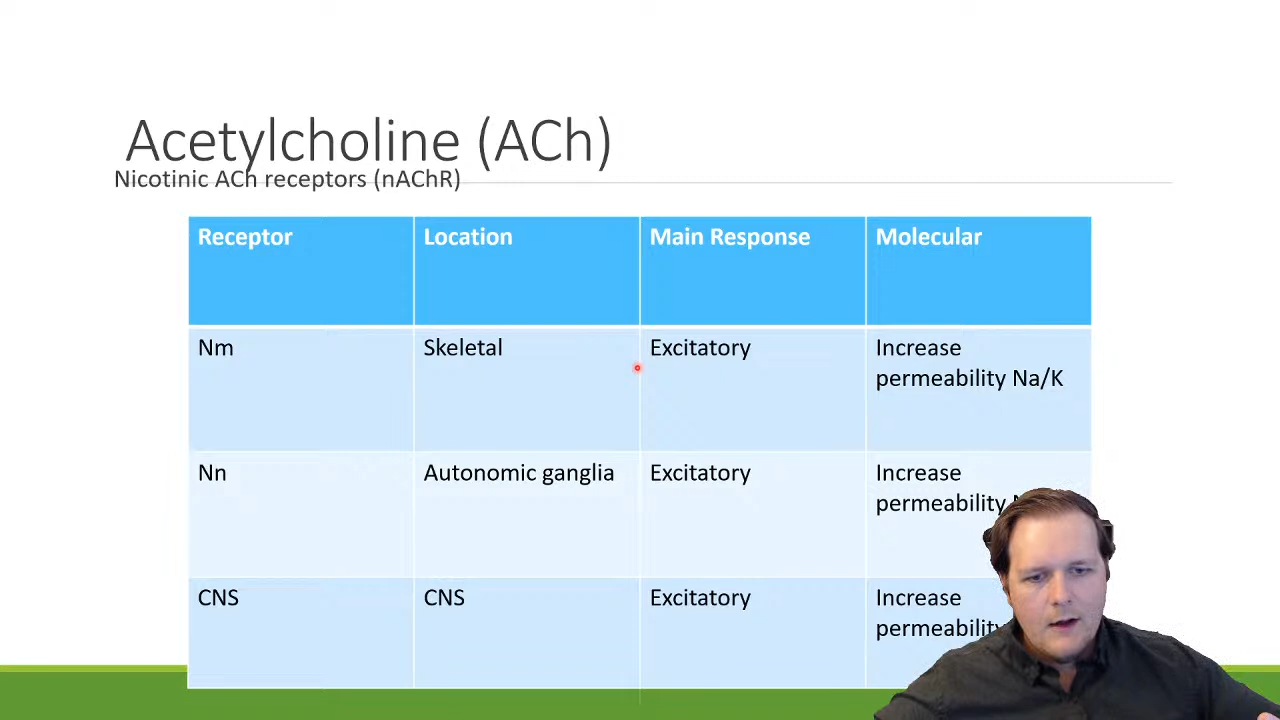 Acetylcholine (ACh)
Nicotinic ACh receptors (nAChR)
Receptor Location Main Response Molecular
Nm Skeletal Excitatory Increase
permeability Na/K
Nn Autonomic ganglia Excitatory Increase
permeability
CNS CNS Excitatory Increase
permeability